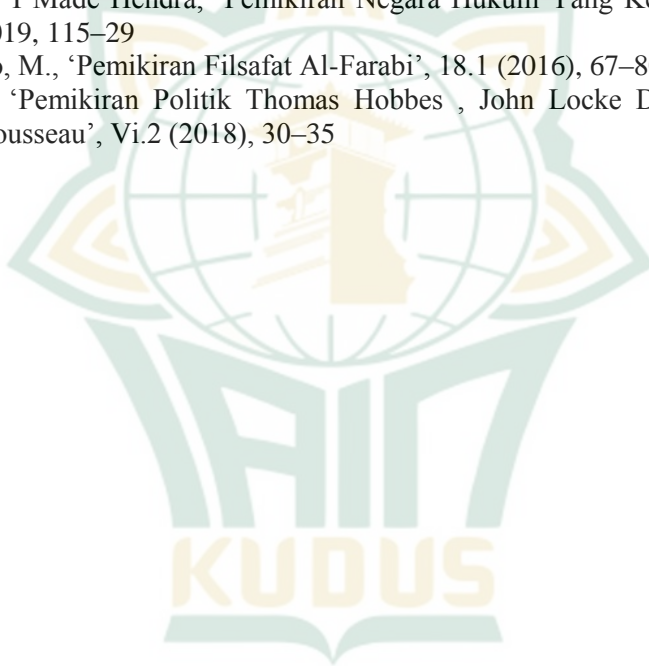 I Made Hendra, ‘Pemikiran Negara Hukum Yang
019, 115–29
, M., ‘Pemikiran Filsafat Al-Farabi’, 18.1 (2016), 67–8
‘Pemikiran Politik Thomas Hobbes , John Locke D
ousseau’, Vi.2 (2018), 30–35
IAIN
KUDUS